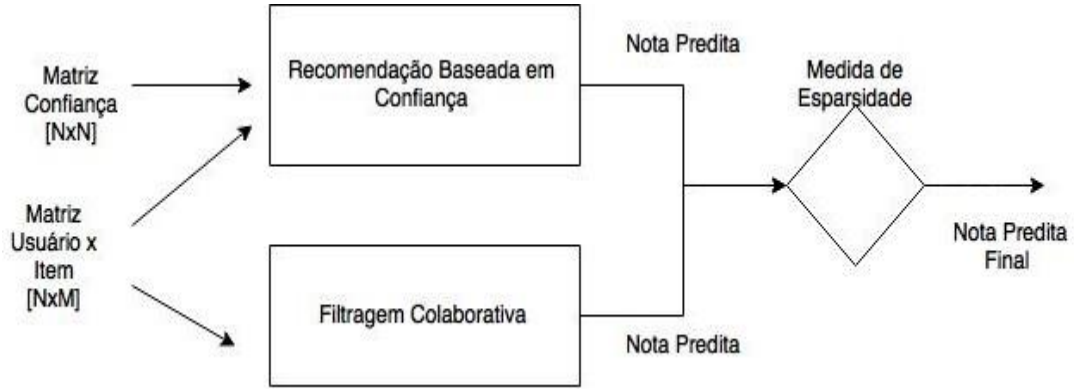 Matriz
Confiança
[NxN]
Matriz
Usuário x
Item
[NxM]
Recomendação Baseada em
Confiança
Filtragem Colaborativa
Nota Predita
Nota Predita
Medida de
Esparsidade
Nota Predita
Final